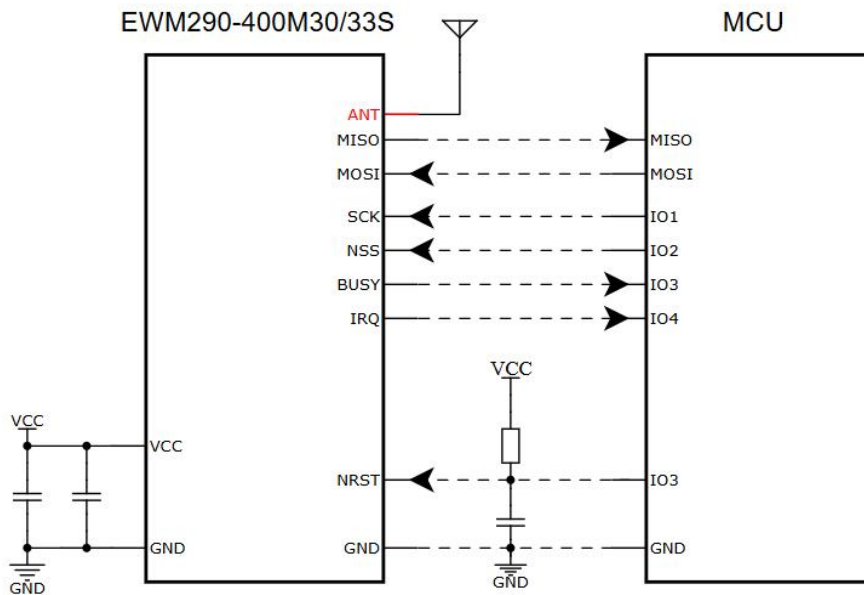 EWM290-400M30/33S
MCU
ANT
MISO
MISO
MOSI
MOSI
SCK
IO1
NSS
IO2
BUSY
IO3
IRQ
IO4
VCC
VCC
VCC
NRST
IO3
GND
GND
GND
GND
GND